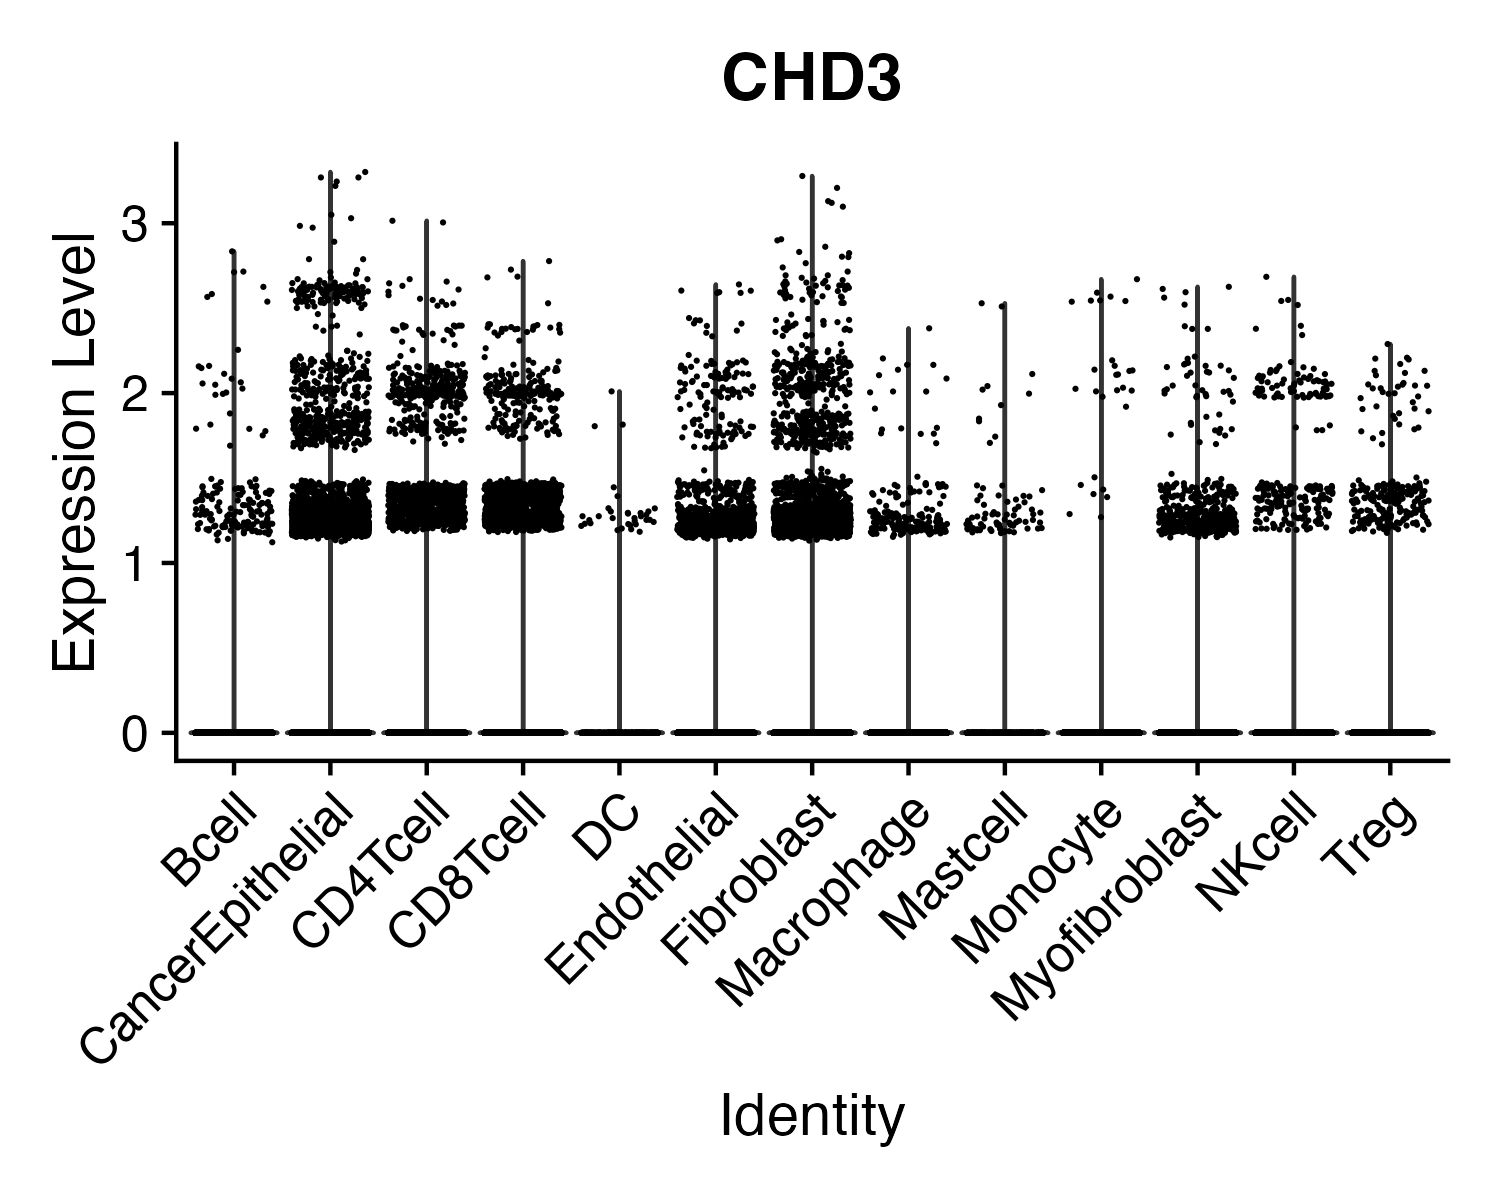 CHD3
Expression Level
3
2
1
0
Bcell
CancerEpithelial
CD4Tcell
CD8Tcell
DC
Endothelial
Fibroblast
Macrophage
Mastcell
Monocyte
Myofibroblast
NKcell
Treg
Identity